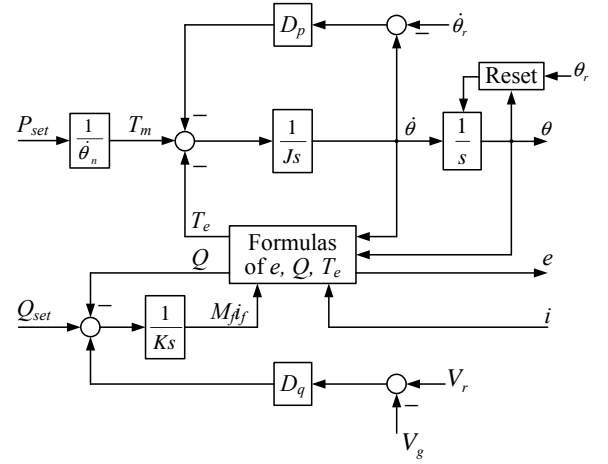 D_p
−
θ̇_r
Reset
θ_r
P_set
1/θ̇_n
T_m
−
−
1/Js
θ̇
1/s
θ
T_e
Formulas
of e, Q, T_e
Q
e
−
Q_set
1/Ks
M_f i_f
i
D_q
V_r
−
V_g